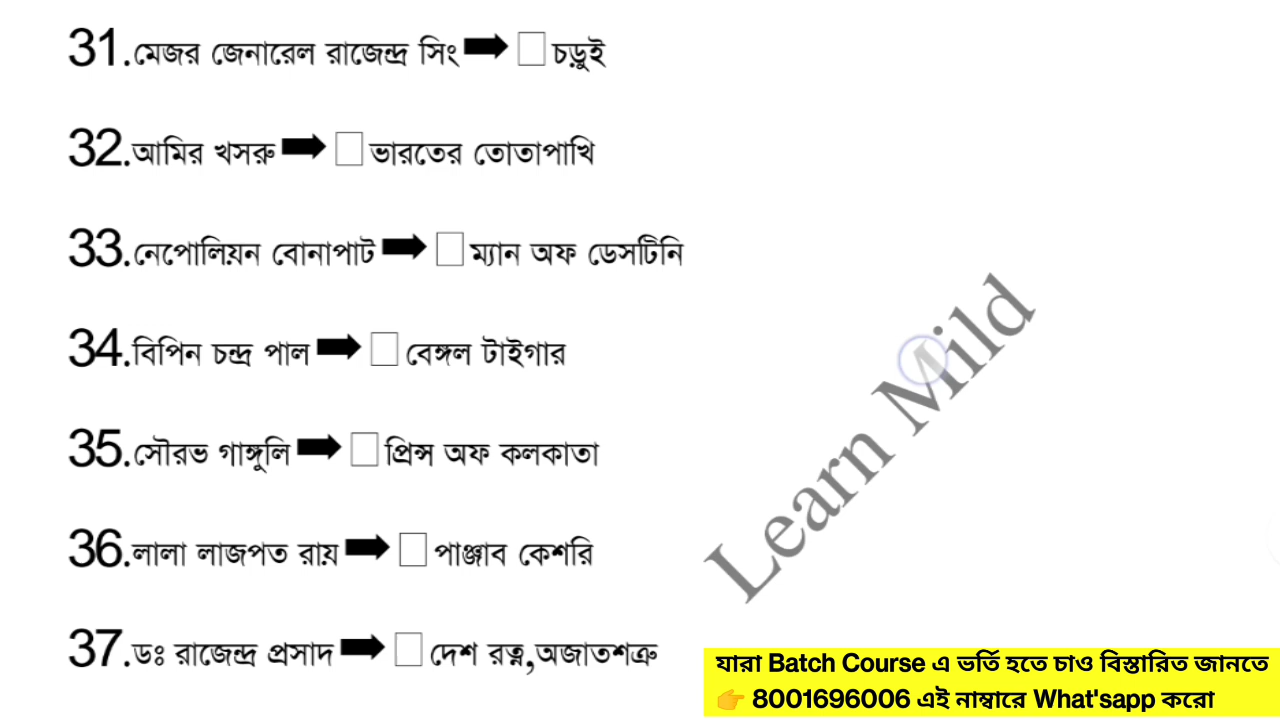 31.মেজর জেনারেল রাজেন্দ্র সিং➡ □চড়ুই
32.আমির খসরু➡ □ভারতের তোতাপাখি
33.নেপোলিয়ন বোনাপার্ট➡ □ম্যান অফ ডেসটিনি
34.বিপিন চন্দ্র পাল➡ □বেঙ্গল টাইগার
35.সৌরভ গাঙ্গুলি➡ □প্রিন্স অফ কলকাতা
36.লালা লাজপত রায়➡ □পাঞ্জাব কেশরি
37.ডঃ রাজেন্দ্র প্রসাদ➡ □দেশ রত্ন,অজাতশত্রু
Learn Mild
যারা Batch Course এ ভর্তি হতে চাও বিস্তারিত জানতে
👉 8001696006 এই নাম্বারে What'sapp করো